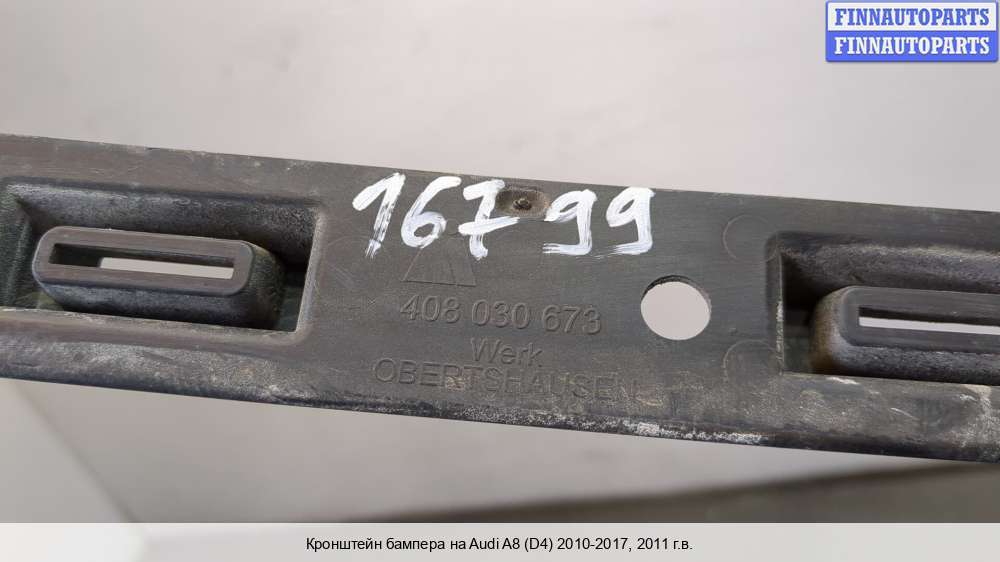 FINNAUTOPARTS
FINNAUTOPARTS
16799
408 030 673
Werk
OBERTSHAUSEN
Кронштейн бампера на Audi A8 (D4) 2010-2017, 2011 г.в.